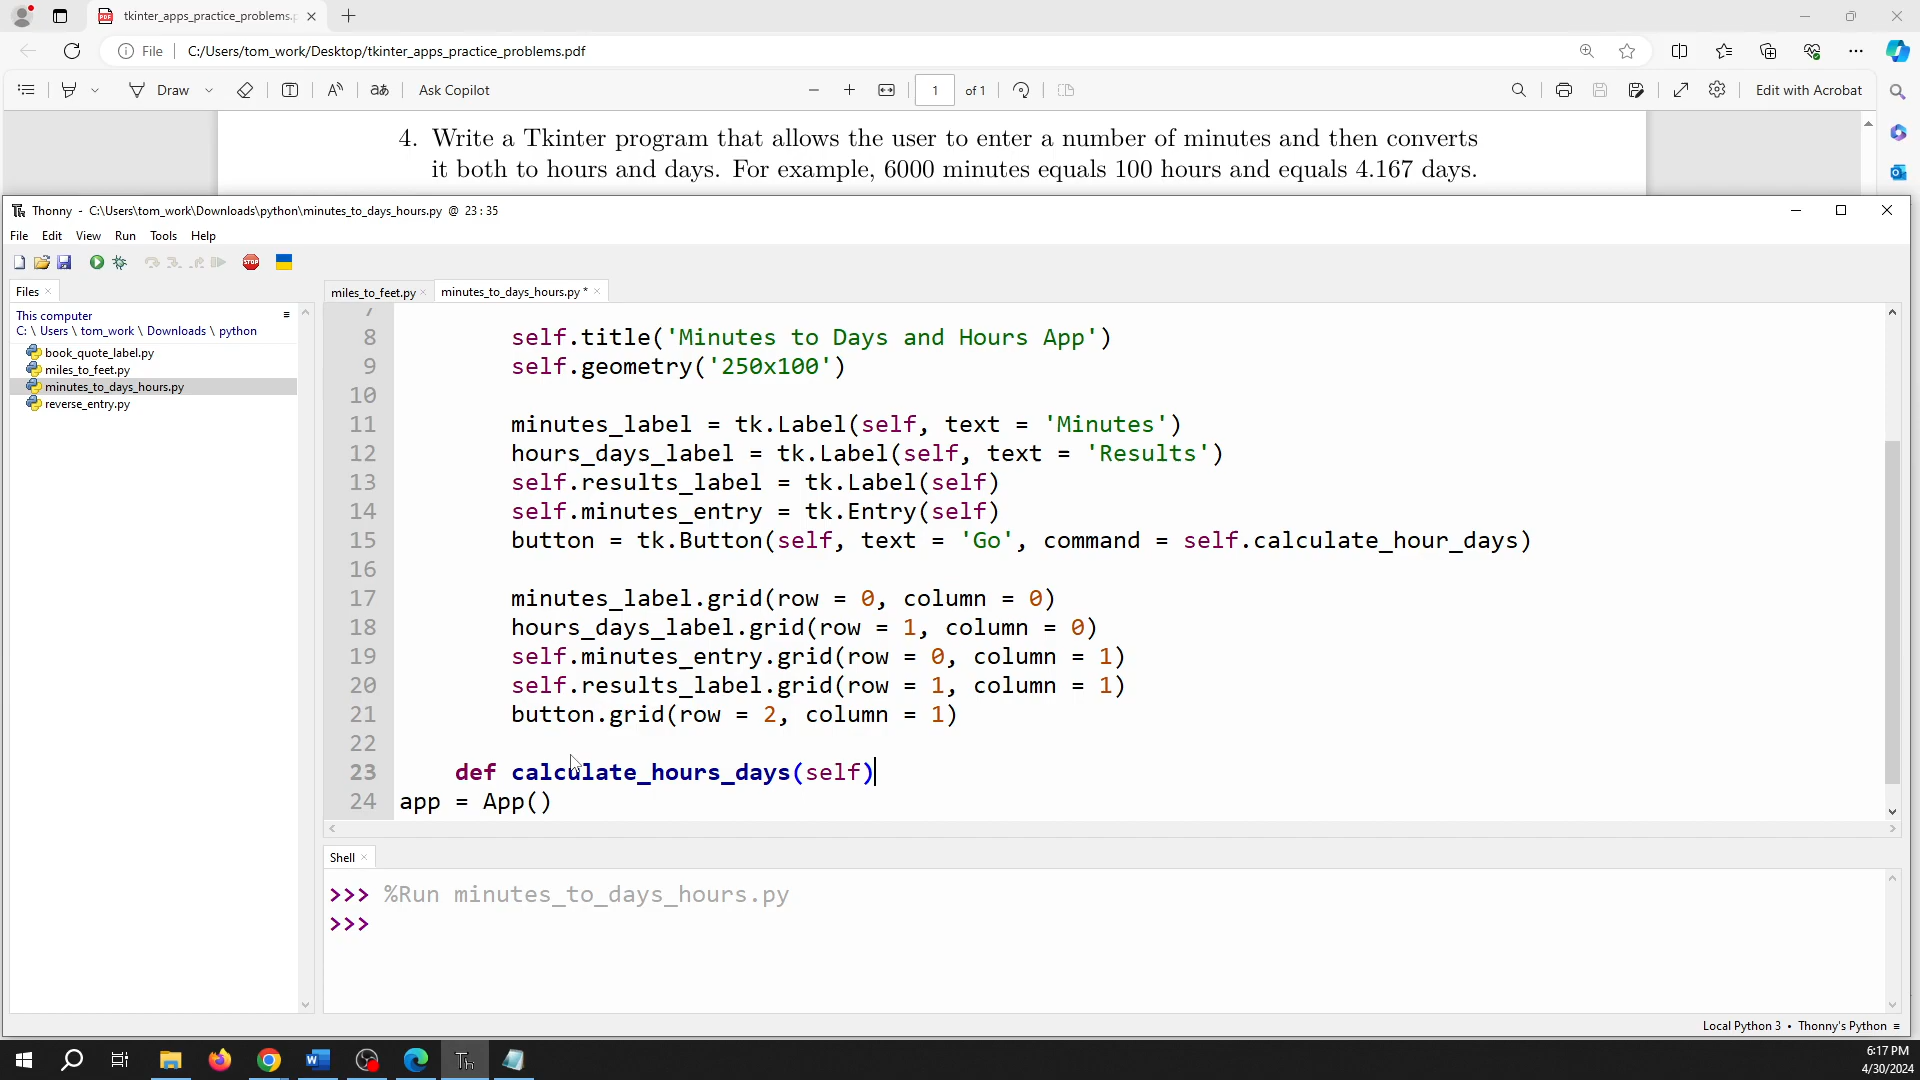 tkinter_apps_practice_problems.p
File
C:/Users/tom_work/Desktop/tkinter_apps_practice_problems.pdf
Draw
aあ
Ask Copilot
1
of 1
Edit with Acrobat
4. Write a Tkinter program that allows the user to enter a number of minutes and then converts
it both to hours and days. For example, 6000 minutes equals 100 hours and equals 4.167 days.
Thonny - C:\Users\tom_work\Downloads\python\minutes_to_days_hours.py @ 23:35
File Edit View Run Tools Help
STOP
Files
miles_to_feet.py
minutes_to_days_hours.py *
This computer
C: \ Users \ tom_work \ Downloads \ python
book_quote_label.py
miles_to_feet.py
minutes_to_days_hours.py
reverse_entry.py
7
8 self.title('Minutes to Days and Hours App')
9 self.geometry('250x100')
10
11 minutes_label = tk.Label(self, text = 'Minutes')
12 hours_days_label = tk.Label(self, text = 'Results')
13 self.results_label = tk.Label(self)
14 self.minutes_entry = tk.Entry(self)
15 button = tk.Button(self, text = 'Go', command = self.calculate_hour_days)
16
17 minutes_label.grid(row = 0, column = 0)
18 hours_days_label.grid(row = 1, column = 0)
19 self.minutes_entry.grid(row = 0, column = 1)
20 self.results_label.grid(row = 1, column = 1)
21 button.grid(row = 2, column = 1)
22
23 def calculate_hours_days(self)
24 app = App()
Shell
>>> %Run minutes_to_days_hours.py
>>>
Local Python 3 • Thonny's Python
Th
6:17 PM
4/30/2024